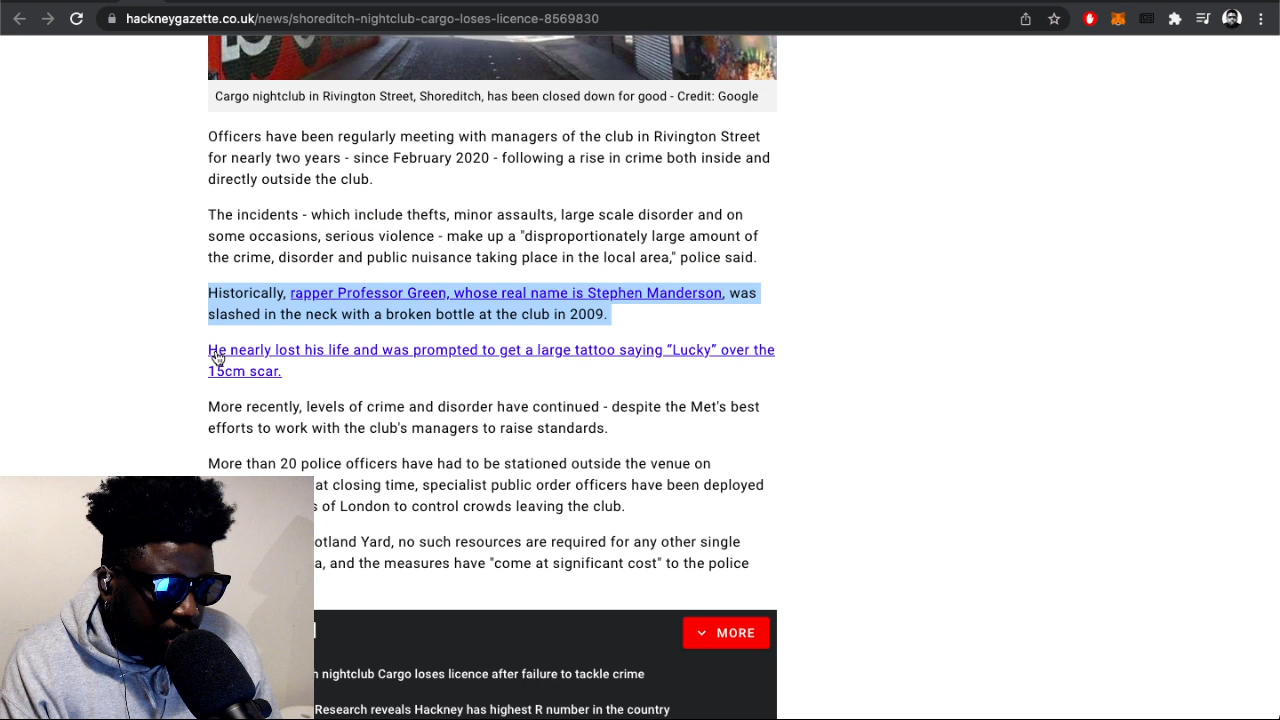 hackneygazette.co.uk/news/shoreditch-nightclub-cargo-loses-licence-8569830
Cargo nightclub in Rivington Street, Shoreditch, has been closed down for good - Credit: Google
Officers have been regularly meeting with managers of the club in Rivington Street
for nearly two years - since February 2020 - following a rise in crime both inside and
directly outside the club.
The incidents - which include thefts, minor assaults, large scale disorder and on
some occasions, serious violence - make up a "disproportionately large amount of
the crime, disorder and public nuisance taking place in the local area," police said.
Historically, rapper Professor Green, whose real name is Stephen Manderson, was
slashed in the neck with a broken bottle at the club in 2009.
He nearly lost his life and was prompted to get a large tattoo saying “Lucky” over the
15cm scar.
More recently, levels of crime and disorder have continued - despite the Met's best
efforts to work with the club's managers to raise standards.
More than 20 police officers have had to be stationed outside the venue on
at closing time, specialist public order officers have been deployed
s of London to control crowds leaving the club.
otland Yard, no such resources are required for any other single
a, and the measures have "come at significant cost" to the police
MORE
nightclub Cargo loses licence after failure to tackle crime
Research reveals Hackney has highest R number in the country